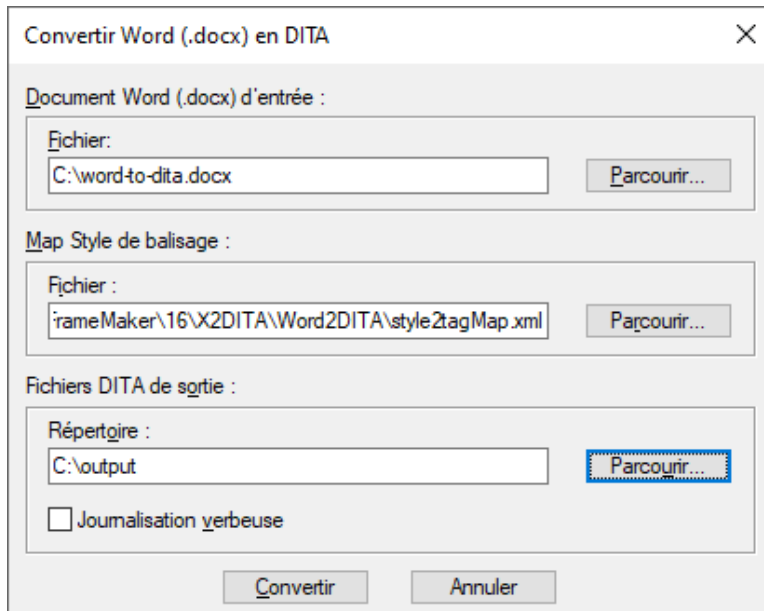 Convertir Word (.docx) en DITA
Document Word (.docx) d'entrée :
Fichier:
C:\word-to-dita.docx
Parcourir...
Map Style de balisage :
Fichier :
rameMaker\16\X2DITA\Word2DITA\style2tagMap.xml
Parcourir...
Fichiers DITA de sortie :
Répertoire :
C:\output
Parcourir...
Journalisation verbeuse
Convertir
Annuler